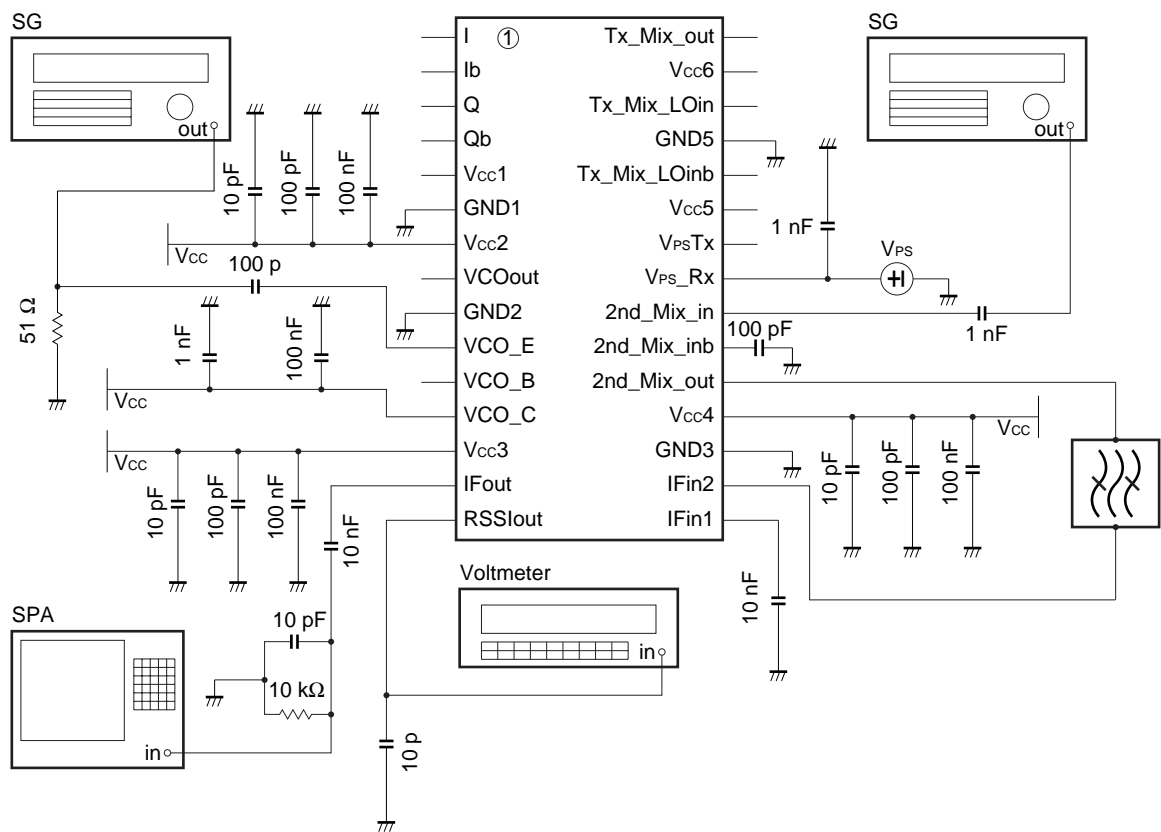 SG
out
10 pF
100 pF
100 nF
VCC
100 p
51 Ω
1 nF
100 nF
VCC
VCC
10 pF
100 pF
100 nF
10 nF
SPA
in
10 pF
10 kΩ
10 p
I
①
Ib
Q
Qb
VCC1
GND1
VCC2
VCOout
GND2
VCO_E
VCO_B
VCO_C
VCC3
IFout
RSSIout
Tx_Mix_out
VCC6
Tx_Mix_LOin
GND5
Tx_Mix_LOinb
VCC5
VPSTx
VPS_Rx
2nd_Mix_in
2nd_Mix_inb
2nd_Mix_out
VCC4
GND3
IFin2
IFin1
Voltmeter
in
SG
out
1 nF
VPS
1 nF
100 pF
VCC
10 pF
100 pF
100 nF
10 nF